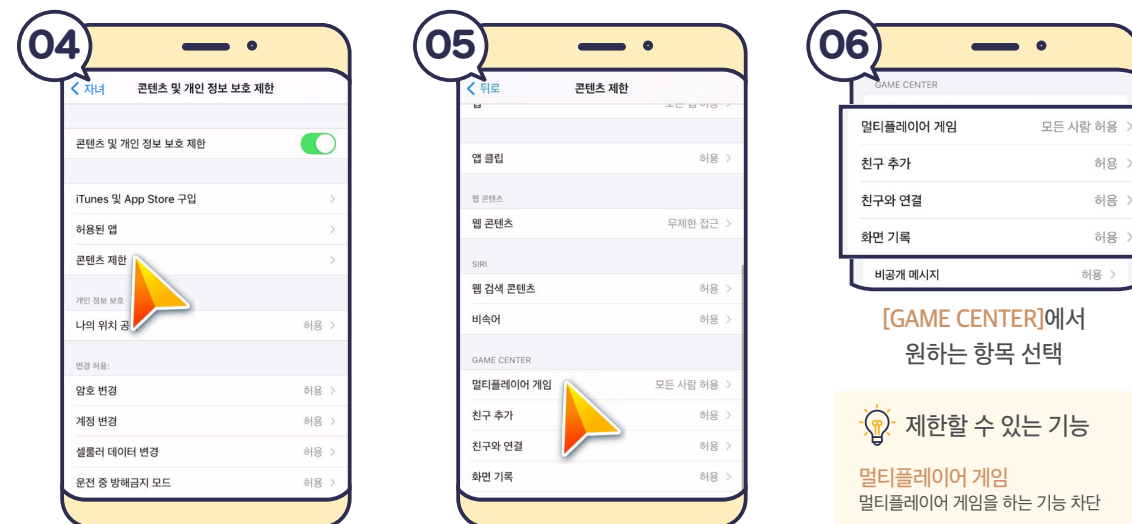 04
자녀
콘텐츠 및 개인 정보 보호 제한
콘텐츠 및 개인 정보 보호 제한
iTunes 및 App Store 구입
허용된 앱
콘텐츠 제한
개인 정보 보호
나의 위치 공
허용
변경 허용:
암호 변경 허용
계정 변경 허용
셀룰러 데이터 변경 허용
운전 중 방해금지 모드 허용
05
뒤로
콘텐츠 제한
앱 클립 허용
웹 콘텐츠
웹 콘텐츠 무제한 접근
SIRI
웹 검색 콘텐츠 허용
비속어 허용
GAME CENTER
멀티플레이어 게임 모든 사람 허용
친구 추가 허용
친구와 연결 허용
화면 기록 허용
06
GAME CENTER
멀티플레이어 게임 모든 사람 허용
친구 추가 허용
친구와 연결 허용
화면 기록 허용
비공개 메시지 허용
[GAME CENTER]에서
원하는 항목 선택
제한할 수 있는 기능
멀티플레이어 게임
멀티플레이어 게임을 하는 기능 차단